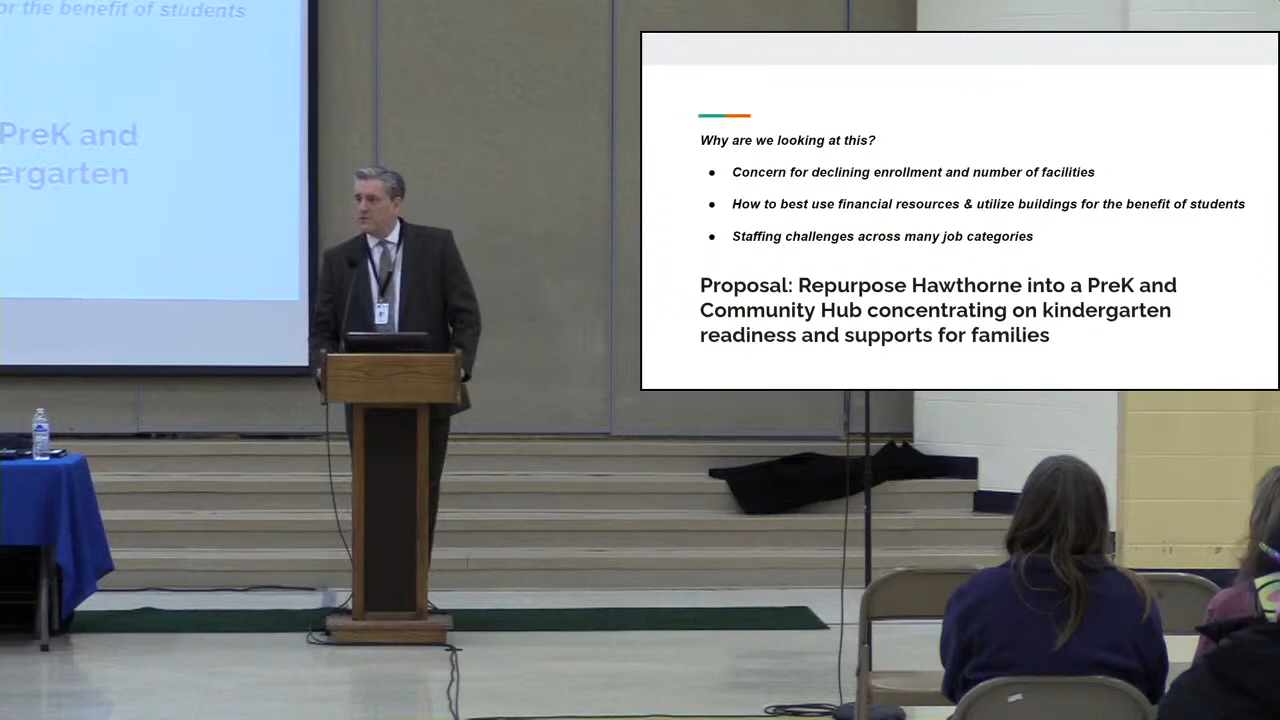 or the benefit of students
PreK and
ergarten
Why are we looking at this?
● Concern for declining enrollment and number of facilities
● How to best use financial resources & utilize buildings for the benefit of students
● Staffing challenges across many job categories
Proposal: Repurpose Hawthorne into a PreK and
Community Hub concentrating on kindergarten
readiness and supports for families